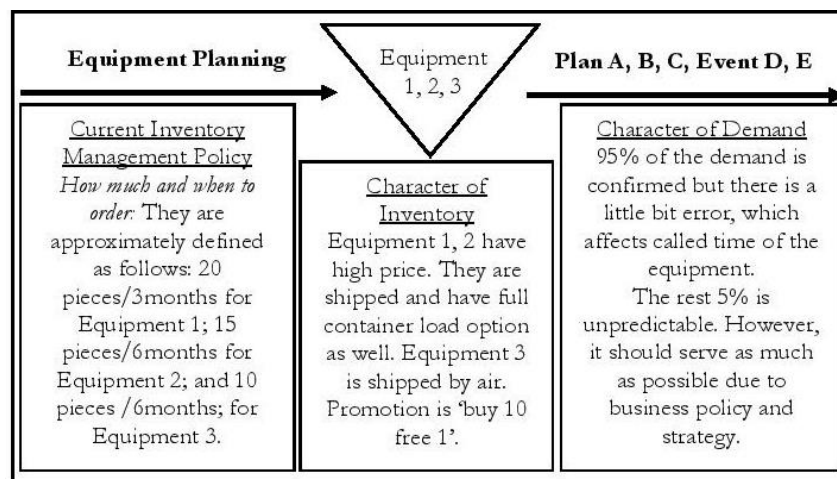 Equipment Planning
Equipment
1, 2, 3
Plan A, B, C, Event D, E
Current Inventory
Management Policy
How much and when to
order: They are
approximately defined
as follows: 20
pieces/3months for
Equipment 1; 15
pieces/6months for
Equipment 2; and 10
pieces /6months; for
Equipment 3.
Character of
Inventory
Equipment 1, 2 have
high price. They are
shipped and have full
container load option
as well. Equipment 3
is shipped by air.
Promotion is ‘buy 10
free 1’.
Character of Demand
95% of the demand is
confirmed but there is a
little bit error, which
affects called time of the
equipment.
The rest 5% is
unpredictable. However,
it should serve as much
as possible due to
business policy and
strategy.